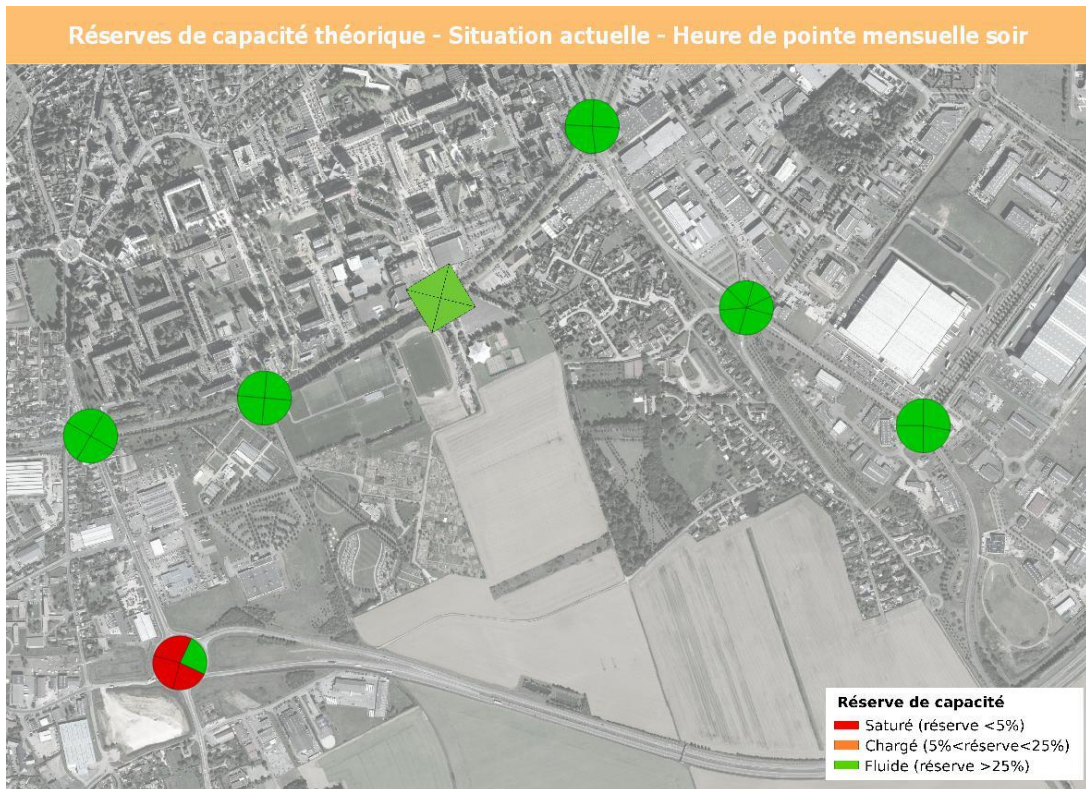 Réserves de capacité théorique - Situation actuelle - Heure de pointe mensuelle soir
Réserve de capacité
Saturé (réserve <5%)
Chargé (5%<réserve<25%)
Fluide (réserve >25%)